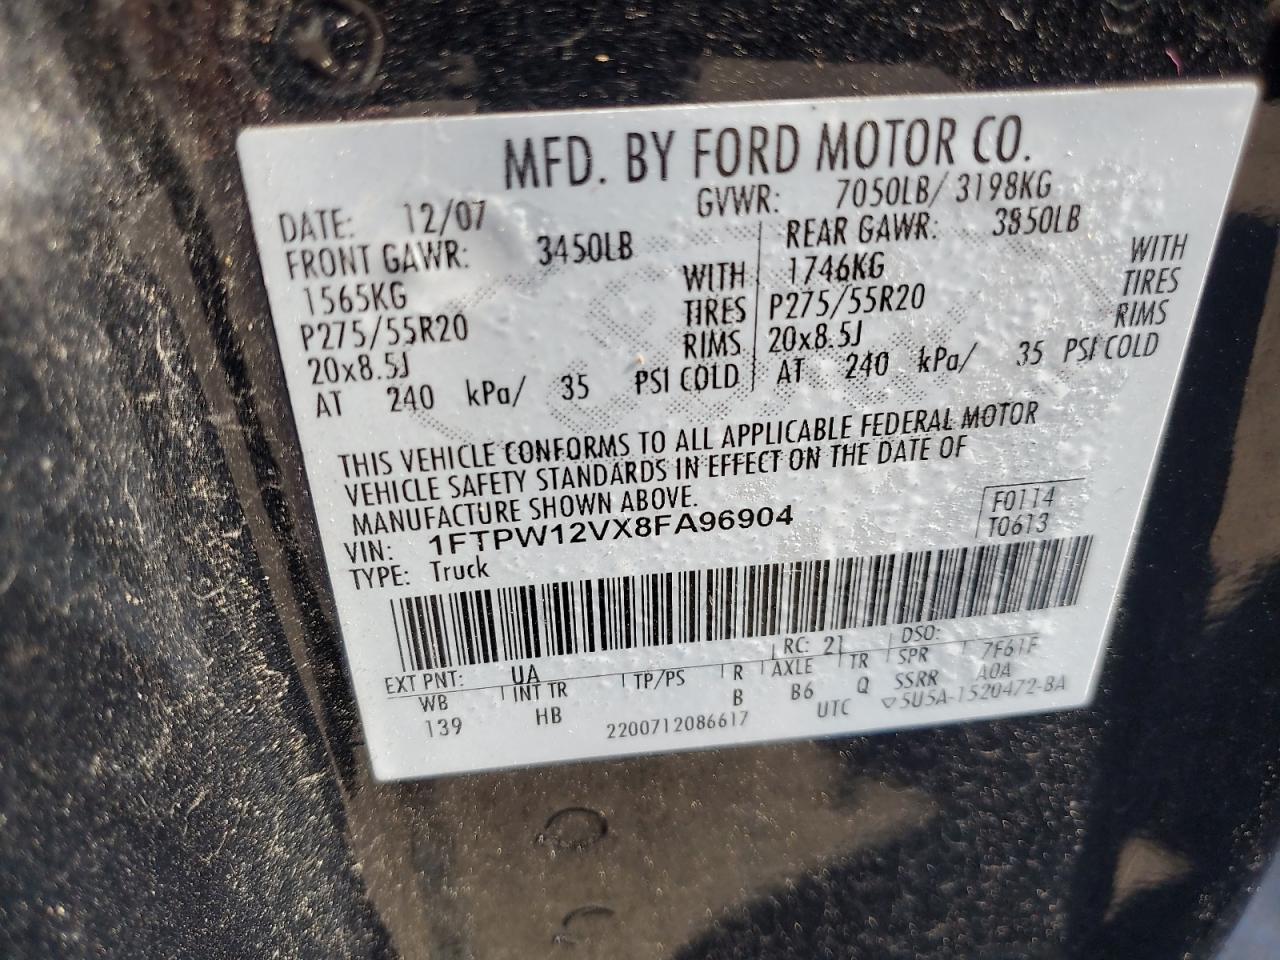 MFD. BY FORD MOTOR CO.
DATE: 12/07 GVWR: 7050LB/ 3198KG
FRONT GAWR: 3450LB REAR GAWR: 3850LB
1565KG WITH 1746KG WITH
P275/55R20 TIRES P275/55R20 TIRES
20x8.5J RIMS 20x8.5J RIMS
AT 240 kPa/ 35 PSI COLD AT 240 kPa/ 35 PSI COLD
THIS VEHICLE CONFORMS TO ALL APPLICABLE FEDERAL MOTOR
VEHICLE SAFETY STANDARDS IN EFFECT ON THE DATE OF
MANUFACTURE SHOWN ABOVE.
VIN: 1FTPW12VX8FA96904 F0114
TYPE: Truck T0613
EXT PNT: UA RC: 21 DSO:
WB INT TR TP/PS R AXLE TR SPR 7F61F
139 HB B B6 Q SSRR A0A
2200712086617 UTC ▽5U5A-1520472-BA